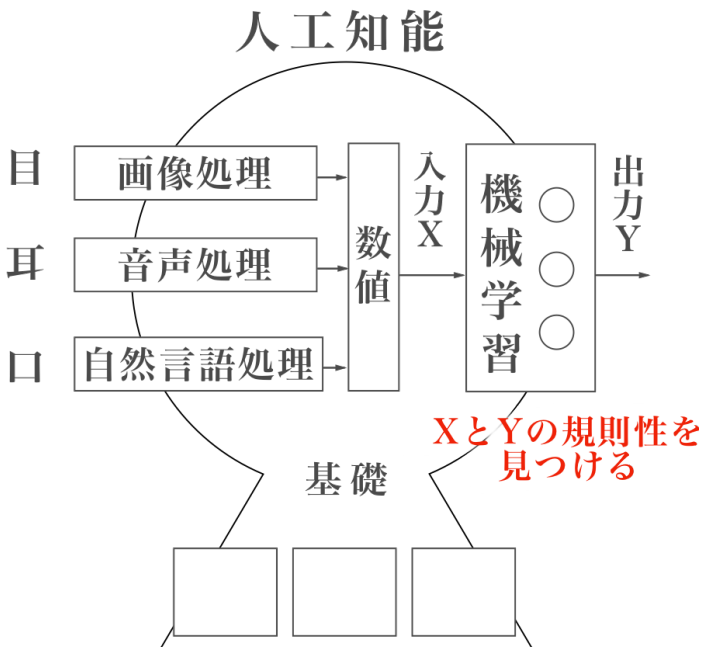 人工知能
目
画像処理
耳
音声処理
口
自然言語処理
数値
入力X
機械学習
出力Y
XとYの規則性を
見つける
基礎